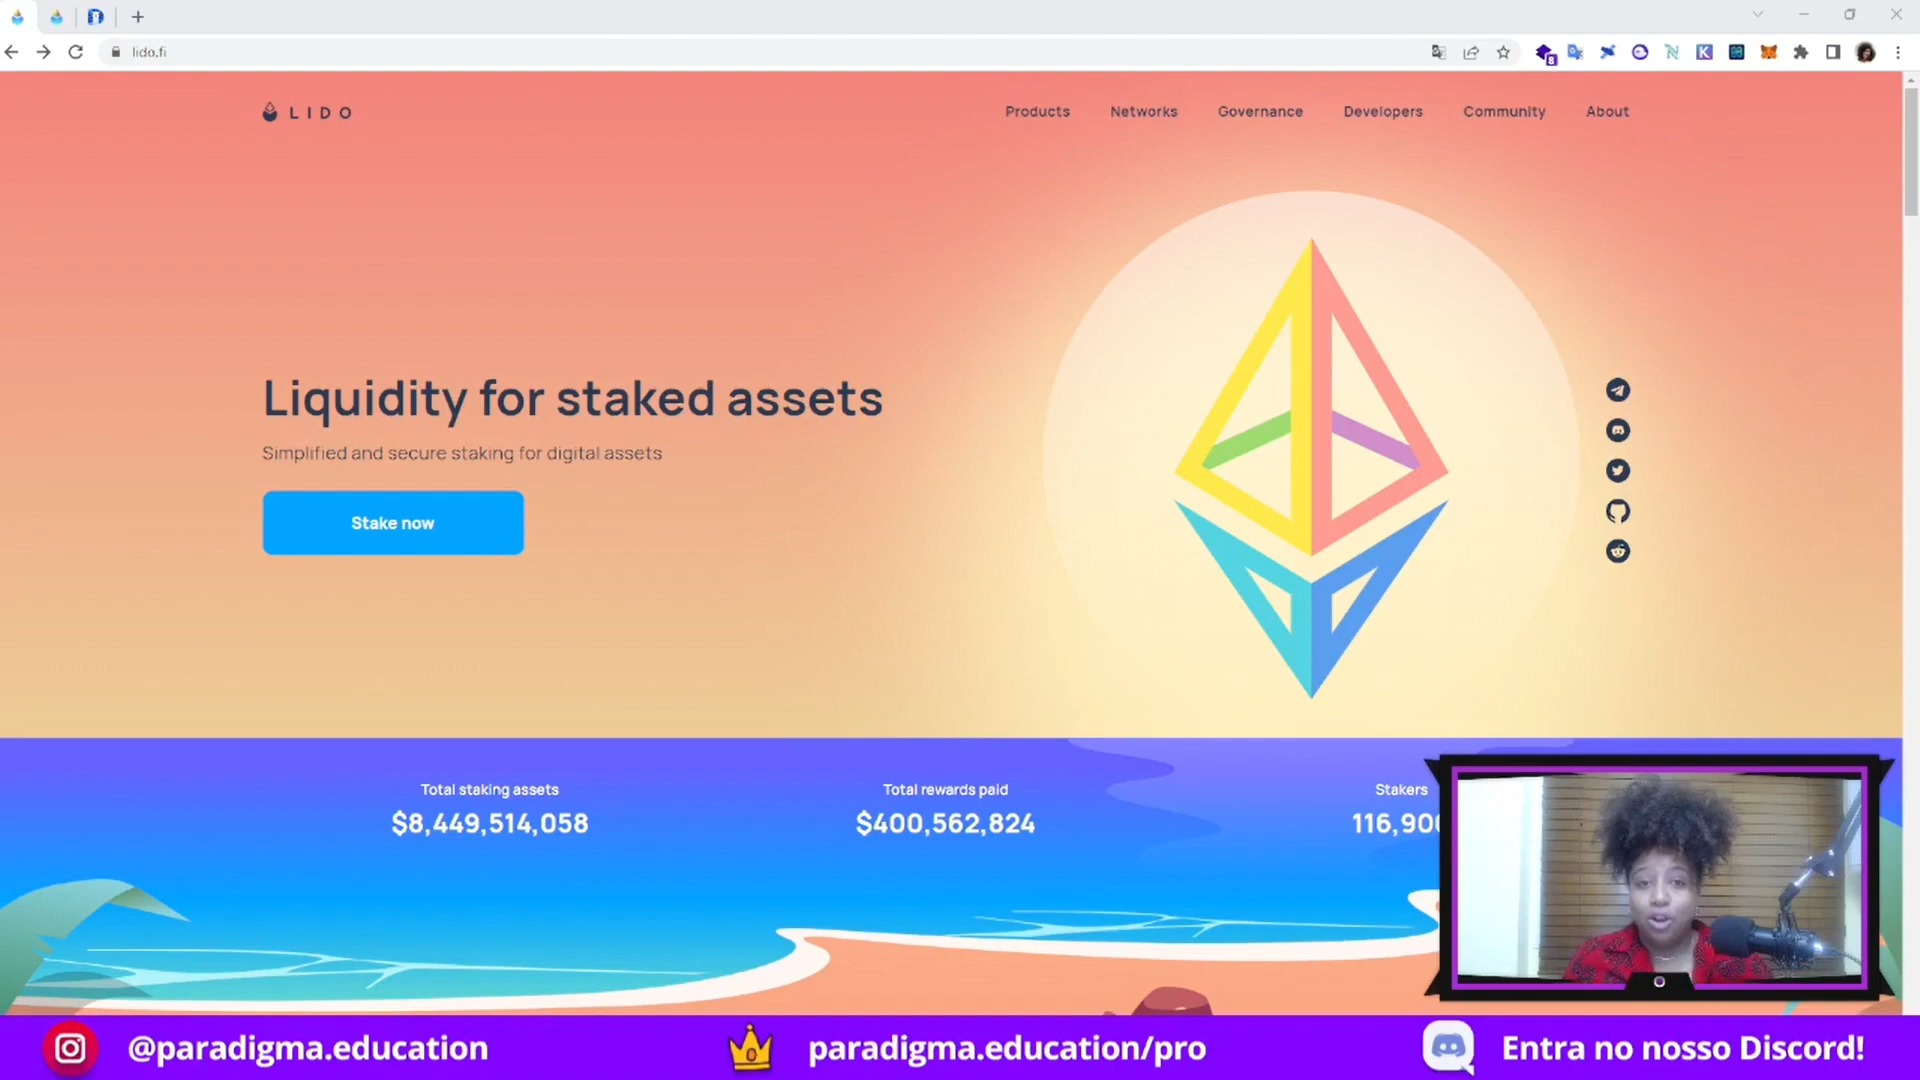 lido.fi
8
LIDO
Products
Networks
Governance
Developers
Community
About
Liquidity for staked assets
Simplified and secure staking for digital assets
Stake now
Total staking assets
$8,449,514,058
Total rewards paid
$400,562,824
Stakers
@paradigma.education
paradigma.education/pro
Entra no nosso Discord!